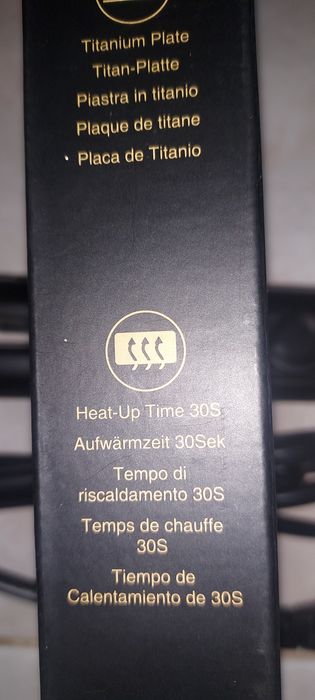 Titanium Plate
Titan-Platte
Piastra in titanio
Plaque de titane
Placa de Titanio
Heat-Up Time 30S
Aufwärmzeit 30Sek
Tempo di
riscaldamento 30S
Temps de chauffe
30S
Tiempo de
Calentamiento de 30S